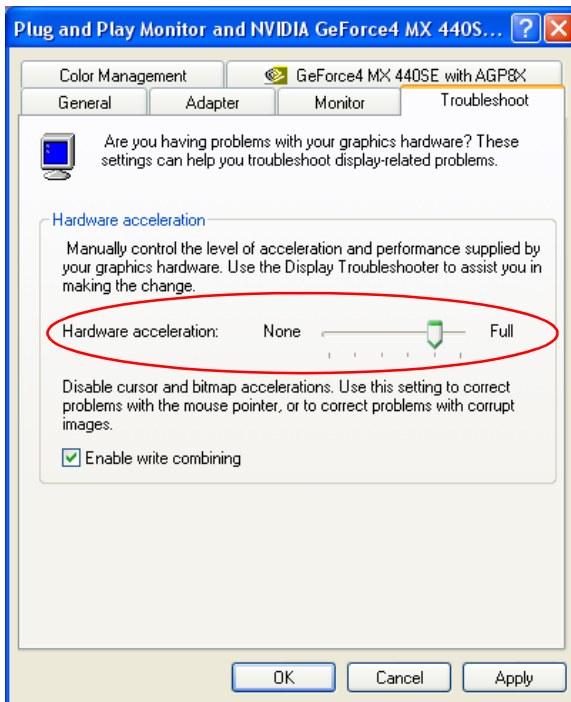 Plug and Play Monitor and NVIDIA GeForce4 MX 440S...
Color Management
GeForce4 MX 440SE with AGP8X
General
Adapter
Monitor
Troubleshoot
Are you having problems with your graphics hardware? These
settings can help you troubleshoot display-related problems.
Hardware acceleration
Manually control the level of acceleration and performance supplied by
your graphics hardware. Use the Display Troubleshooter to assist you in
making the change.
Hardware acceleration: None Full
Disable cursor and bitmap accelerations. Use this setting to correct
problems with the mouse pointer, or to correct problems with corrupt
images.
Enable write combining
OK Cancel Apply